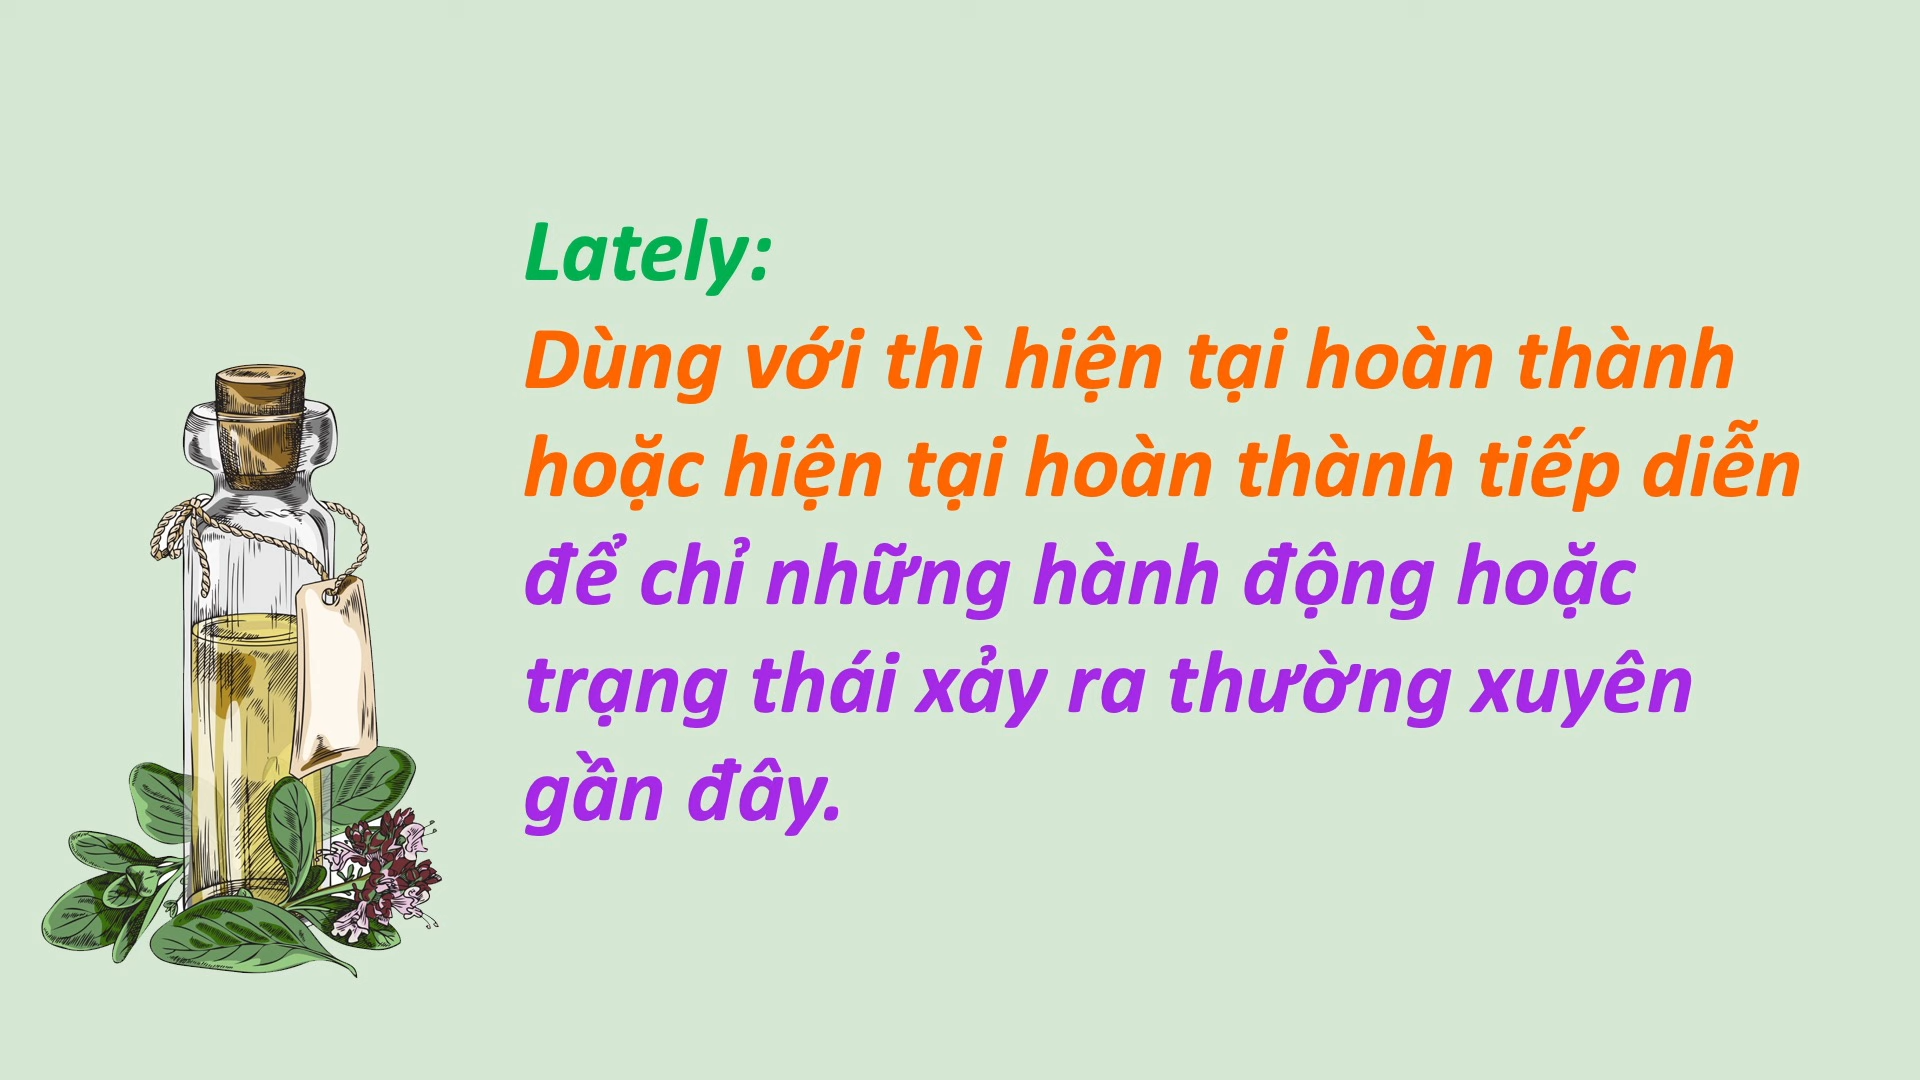 Lately:
Dùng với thì hiện tại hoàn thành
hoặc hiện tại hoàn thành tiếp diễn
để chỉ những hành động hoặc
trạng thái xảy ra thường xuyên
gần đây.